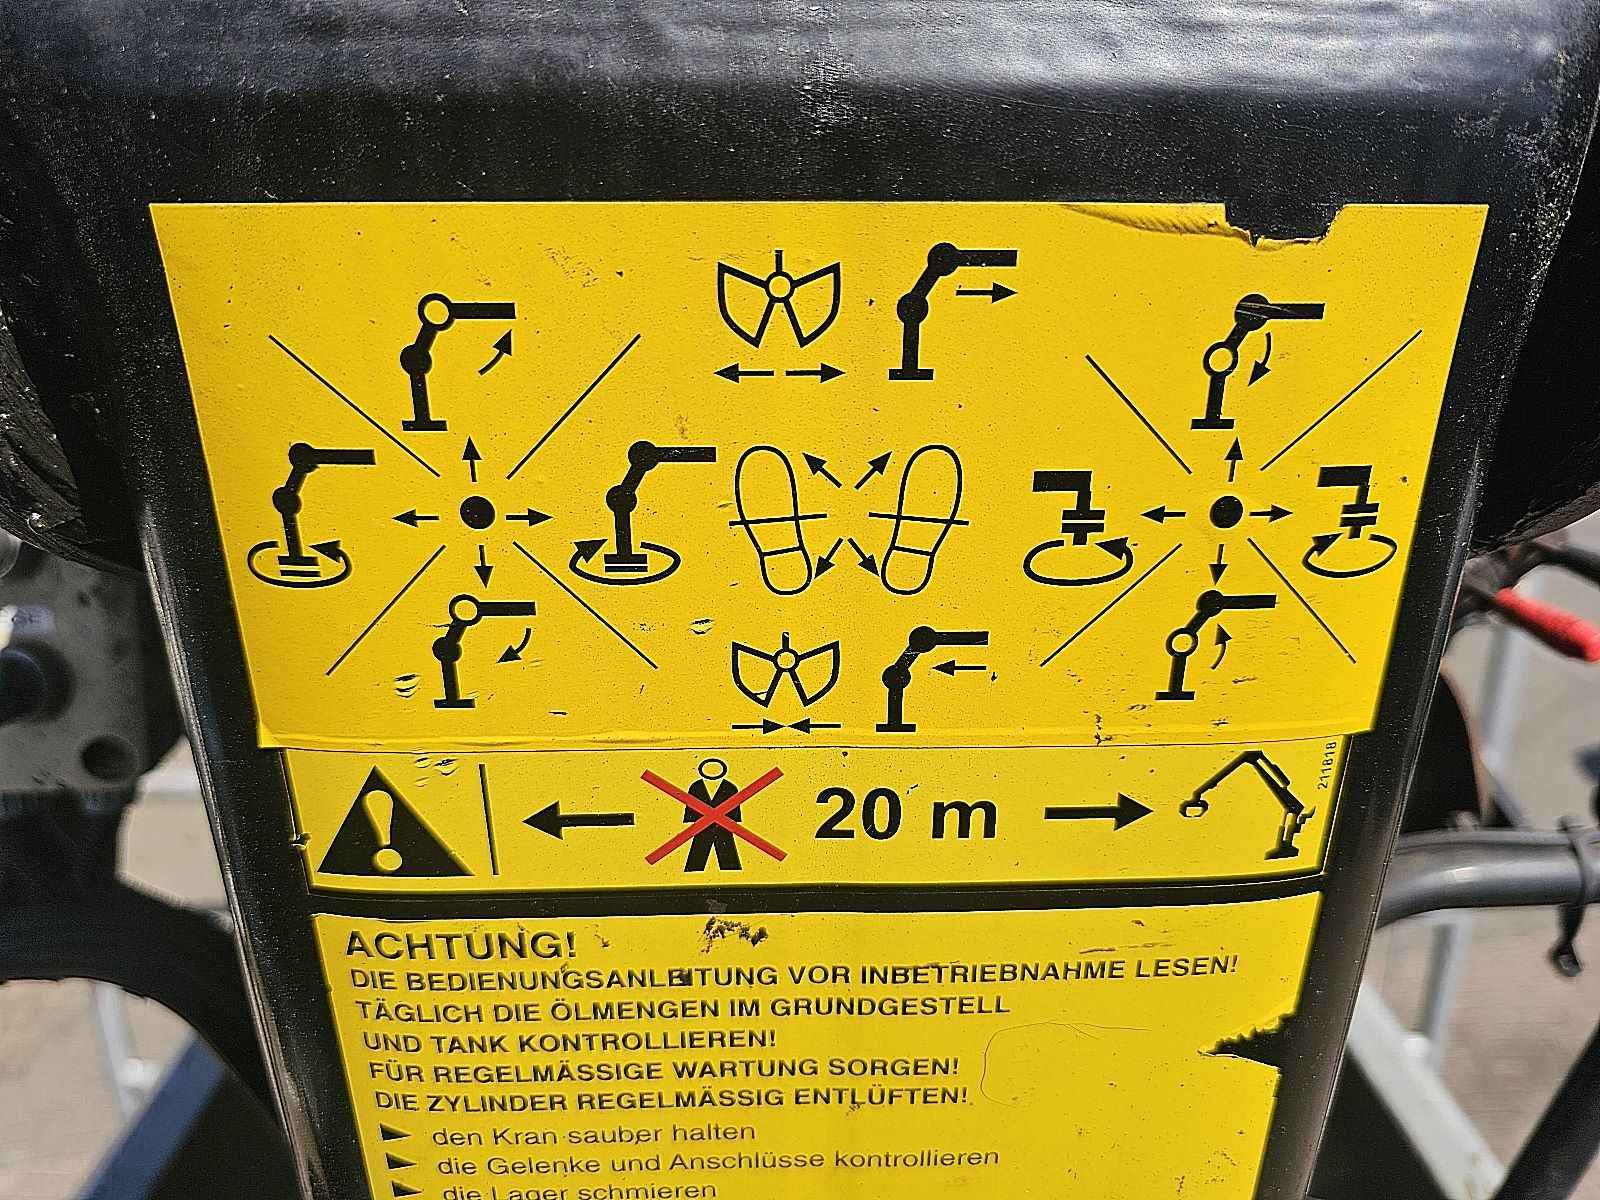 20 m
211818
ACHTUNG!
DIE BEDIENUNGSANLEITUNG VOR INBETRIEBNAHME LESEN!
TÄGLICH DIE ÖLMENGEN IM GRUNDGESTELL
UND TANK KONTROLLIEREN!
FÜR REGELMÄSSIGE WARTUNG SORGEN!
DIE ZYLINDER REGELMÄSSIG ENTLÜFTEN!
den Kran sauber halten
die Gelenke und Anschlüsse kontrollieren
die Lager schmieren